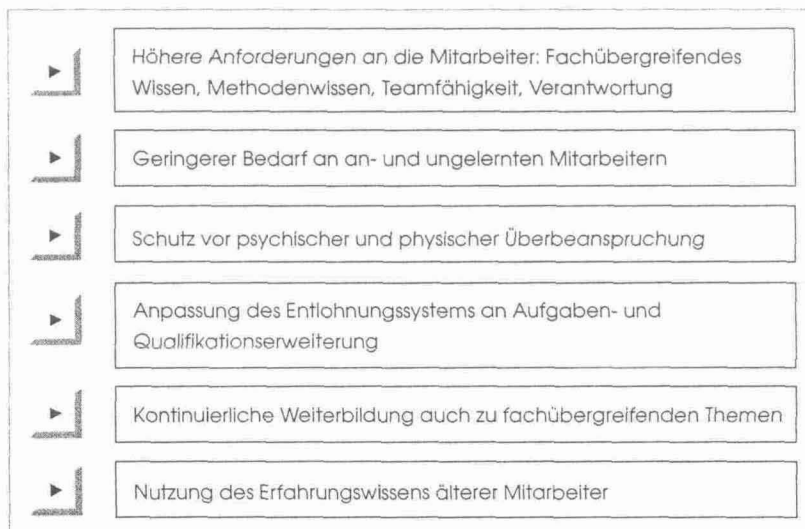 Höhere Anforderungen an die Mitarbeiter: Fachübergreifendes
Wissen, Methodenwissen, Teamfähigkeit, Verantwortung
Geringerer Bedarf an an- und ungelernten Mitarbeitern
Schutz vor psychischer und physischer Überbeanspruchung
Anpassung des Entlohnungssystems an Aufgaben- und
Qualifikationserweiterung
Kontinuierliche Weiterbildung auch zu fachübergreifenden Themen
Nutzung des Erfahrungswissens älterer Mitarbeiter